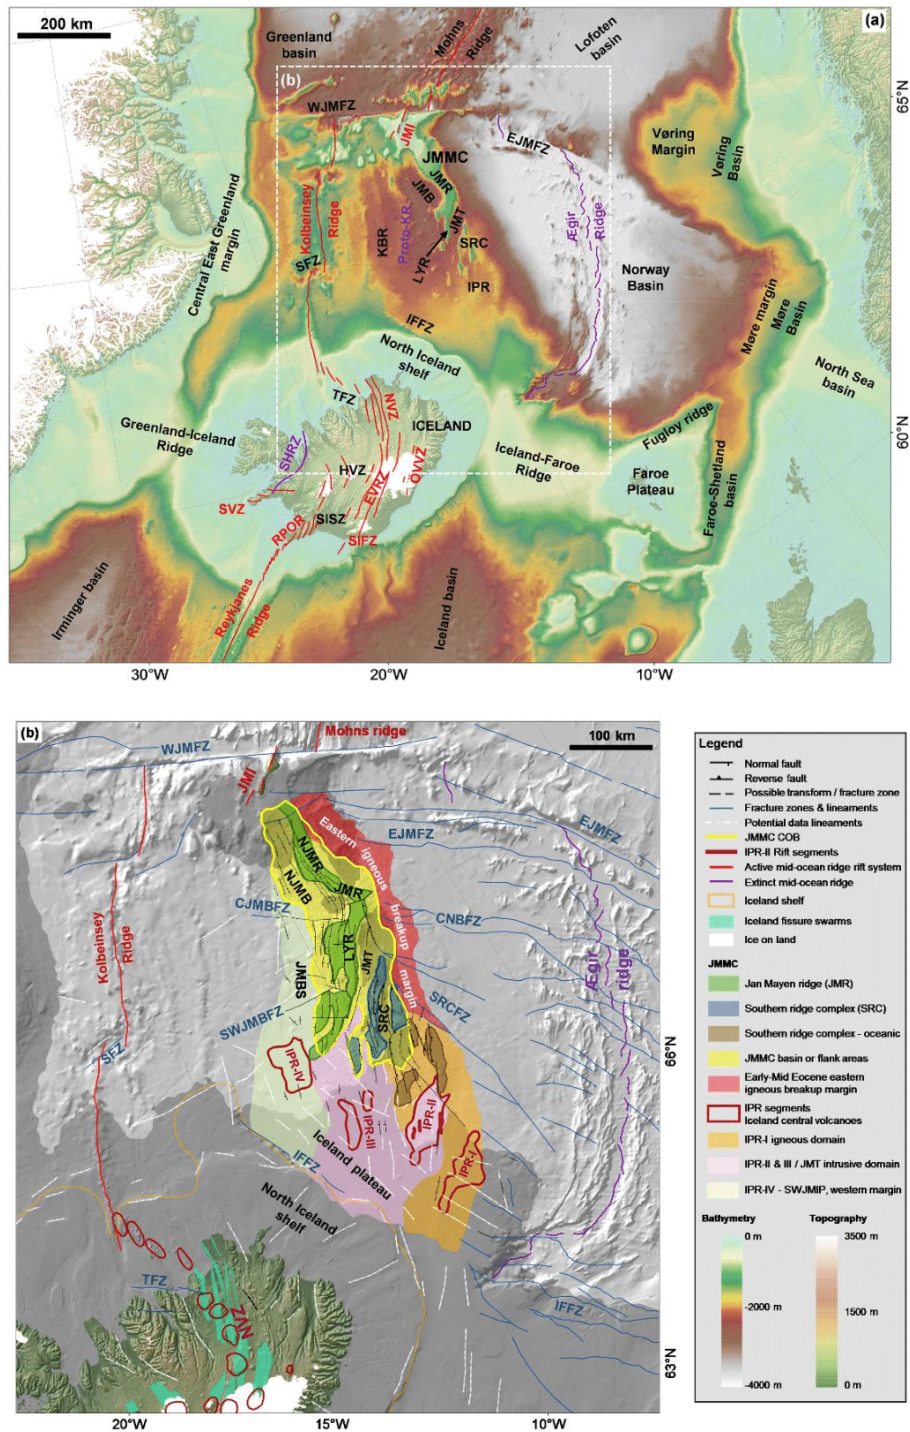 200 km
(a)
Greenland
basin
Mohns
Ridge
Lofoten
basin
65°N
(b)
WJMFZ
JMI
EJMFZ
Vøring
Margin
Vøring
Basin
JMMC
JMR
JMB
JMT
Central East Greenland
margin
Kolbeinsey
Ridge
KBR
Proto-KR
Ægir
Ridge
SRC
SFZ
LYR
IPR
Norway
Basin
IFFZ
Møre margin
Møre
Basin
North Iceland
shelf
North Sea
basin
TFZ
NVZ
ICELAND
Greenland-Iceland
Ridge
SHRZ
Fugloy ridge
60°N
Iceland-Faroe
Ridge
HVZ
EVRZ
OVVZ
Faroe
Plateau
Faroe-Shetland
basin
SVZ
RPOR
SISZ
SIFZ
Irminger basin
Reykjanes
Ridge
Iceland basin
30°W
20°W
10°W
(b)
Mohns ridge
WJMFZ
100 km
JMI
EJMFZ
EJMFZ
Eastern igneous breakup margin
NJMR
NJMB
JMR
CJMBFZ
CNBFZ
Kolbeinsey
Ridge
LYR
JMT
JMBS
Ægir
ridge
SRC
SRCFZ
SWJMBFZ
SFZ
66°N
IPR-IV
IPR-II
IPR-III
IPR-I
Iceland plateau
IFFZ
North Iceland
shelf
TFZ
NVZ
IFFZ
63°N
20°W
15°W
10°W
Legend
Normal fault
Reverse fault
Possible transform / fracture zone
Fracture zones & lineaments
Potential data lineaments
JMMC COB
IPR-II Rift segments
Active mid-ocean ridge rift system
Extinct mid-ocean ridge
Iceland shelf
Iceland fissure swarms
Ice on land
JMMC
Jan Mayen ridge (JMR)
Southern ridge complex (SRC)
Southern ridge complex - oceanic
JMMC basin or flank areas
Early-Mid Eocene eastern
igneous breakup margin
IPR segments
Iceland central volcanoes
IPR-I igneous domain
IPR-II & III / JMT intrusive domain
IPR-IV - SWJMIP, western margin
Bathymetry
Topography
0 m
3500 m
-2000 m
1500 m
-4000 m
0 m